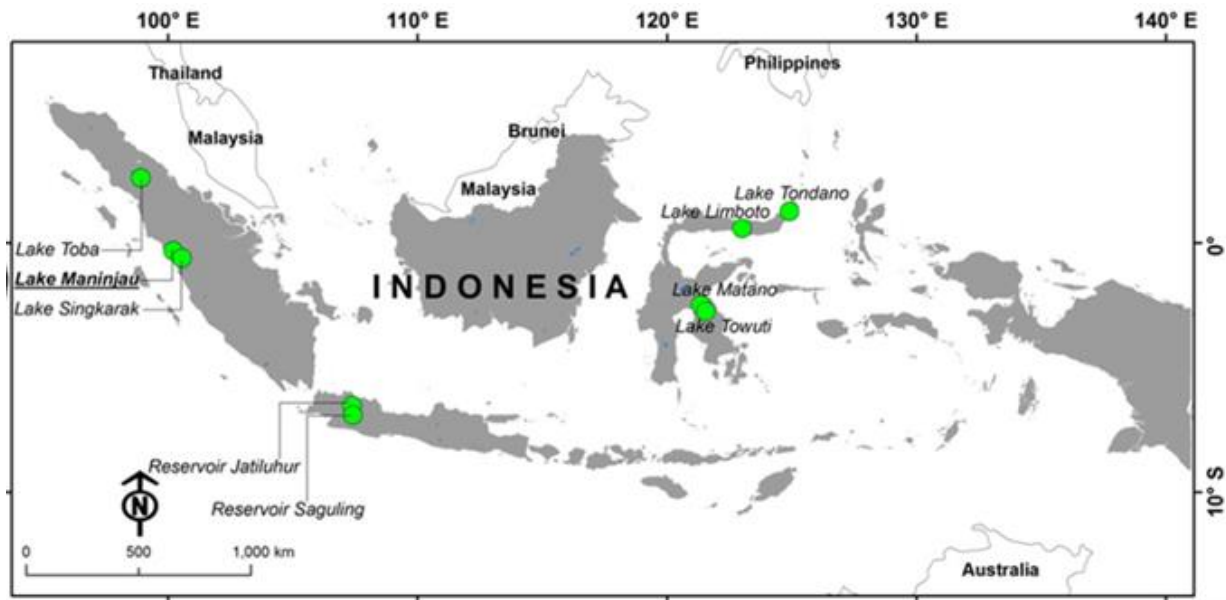 100° E 110° E 120° E 130° E 140° E
Thailand
Philippines
Malaysia
Brunei
Malaysia
Lake Tondano
Lake Limboto
0°
Lake Toba
Lake Maninjau
Lake Singkarak
INDONESIA
Lake Matano
Lake Towuti
Reservoir Jatiluhur
Reservoir Saguling
10° S
N
0 500 1,000 km
Australia